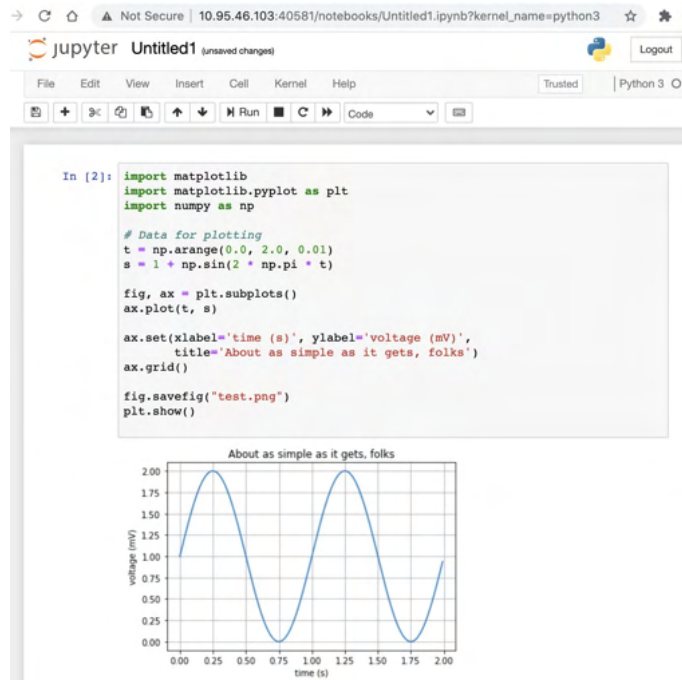 Not Secure | 10.95.46.103:40581/notebooks/Untitled1.ipynb?kernel_name=python3
jupyter Untitled1 (unsaved changes) Logout
File Edit View Insert Cell Kernel Help Trusted | Python 3
Run Code
In [2]: import matplotlib
import matplotlib.pyplot as plt
import numpy as np
# Data for plotting
t = np.arange(0.0, 2.0, 0.01)
s = 1 + np.sin(2 * np.pi * t)
fig, ax = plt.subplots()
ax.plot(t, s)
ax.set(xlabel='time (s)', ylabel='voltage (mV)',
title='About as simple as it gets, folks')
ax.grid()
fig.savefig("test.png")
plt.show()
About as simple as it gets, folks
2.00
1.75
1.50
1.25
1.00
0.75
0.50
0.25
0.00
voltage (mV)
0.00 0.25 0.50 0.75 1.00 1.25 1.50 1.75 2.00
time (s)